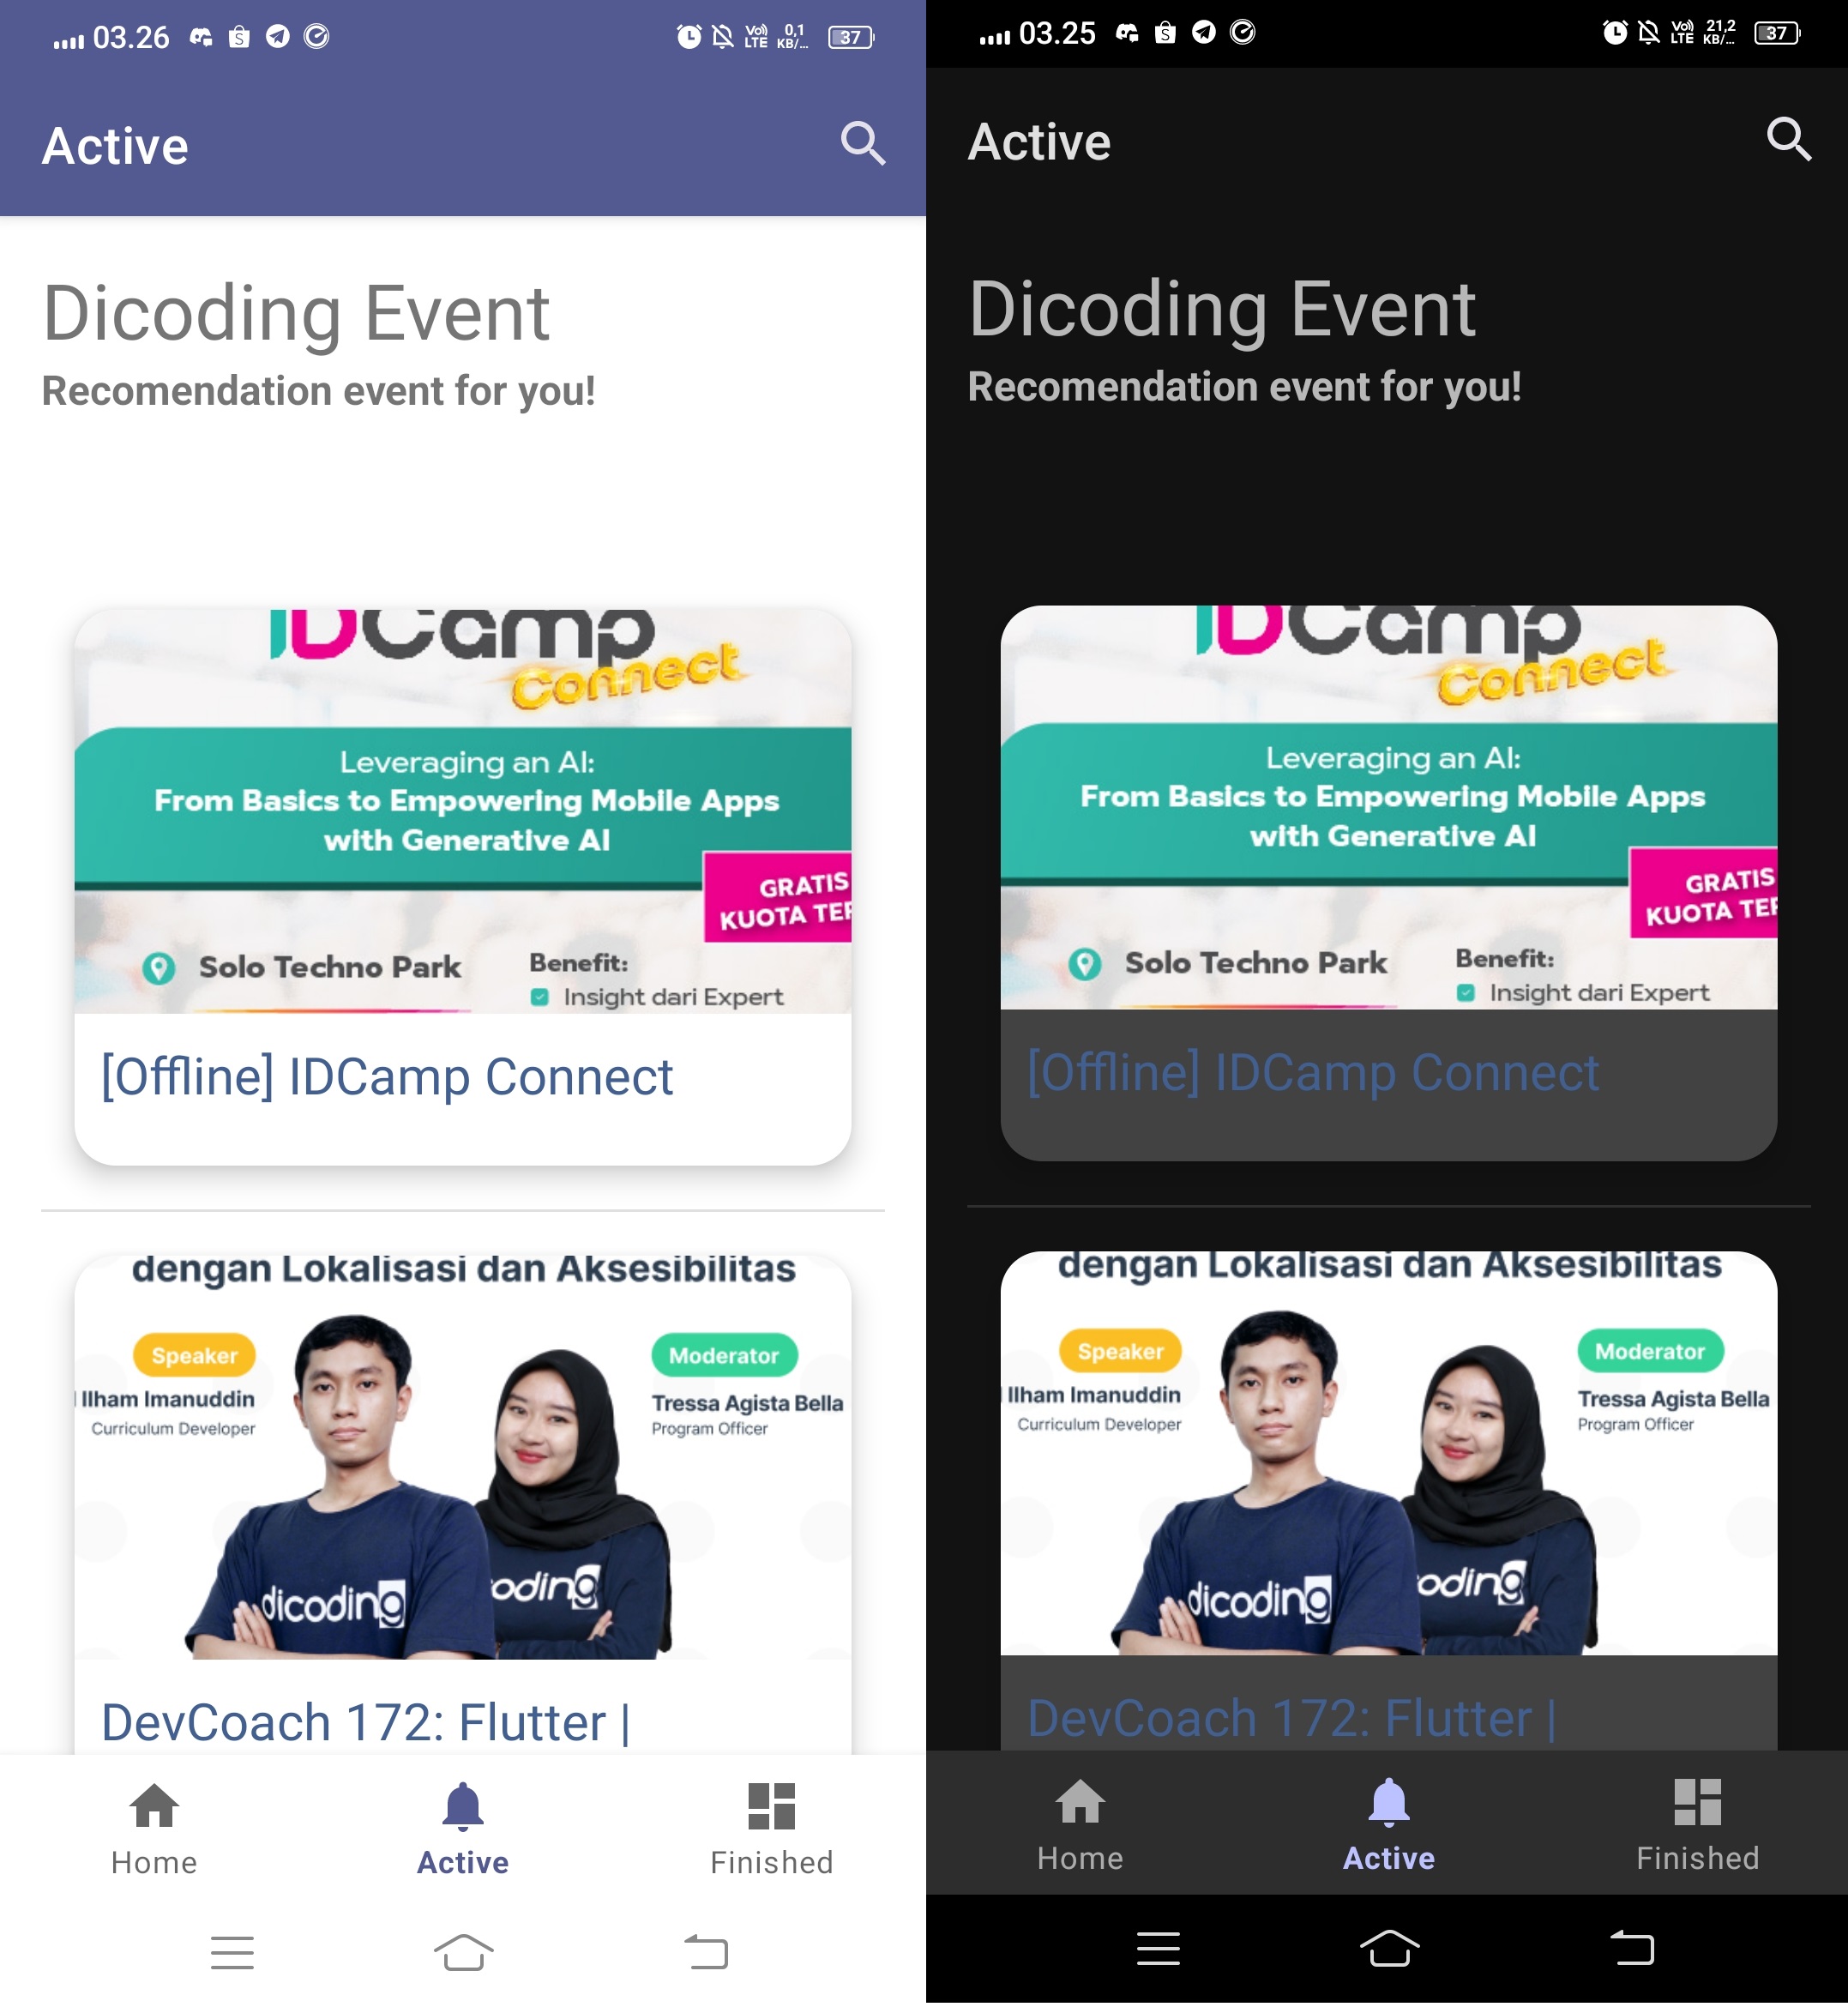 03.26
Vo)
LTE
0,1
KB/...
37
Active
Dicoding Event
Recomendation event for you!
IDCamp
Connect
Leveraging an AI:
From Basics to Empowering Mobile Apps
with Generative AI
GRATIS
KUOTA TER
Solo Techno Park
Benefit:
Insight dari Expert
[Offline] IDCamp Connect
dengan Lokalisasi dan Aksesibilitas
Speaker
Moderator
Ilham Imanuddin
Curriculum Developer
Tressa Agista Bella
Program Officer
dicoding
oding
DevCoach 172: Flutter |
Home
Active
Finished
03.25
Vo)
LTE
21,2
KB/...
37
Active
Dicoding Event
Recomendation event for you!
IDCamp
Connect
Leveraging an AI:
From Basics to Empowering Mobile Apps
with Generative AI
GRATIS
KUOTA TER
Solo Techno Park
Benefit:
Insight dari Expert
[Offline] IDCamp Connect
dengan Lokalisasi dan Aksesibilitas
Speaker
Moderator
Ilham Imanuddin
Curriculum Developer
Tressa Agista Bella
Program Officer
dicoding
oding
DevCoach 172: Flutter |
Home
Active
Finished